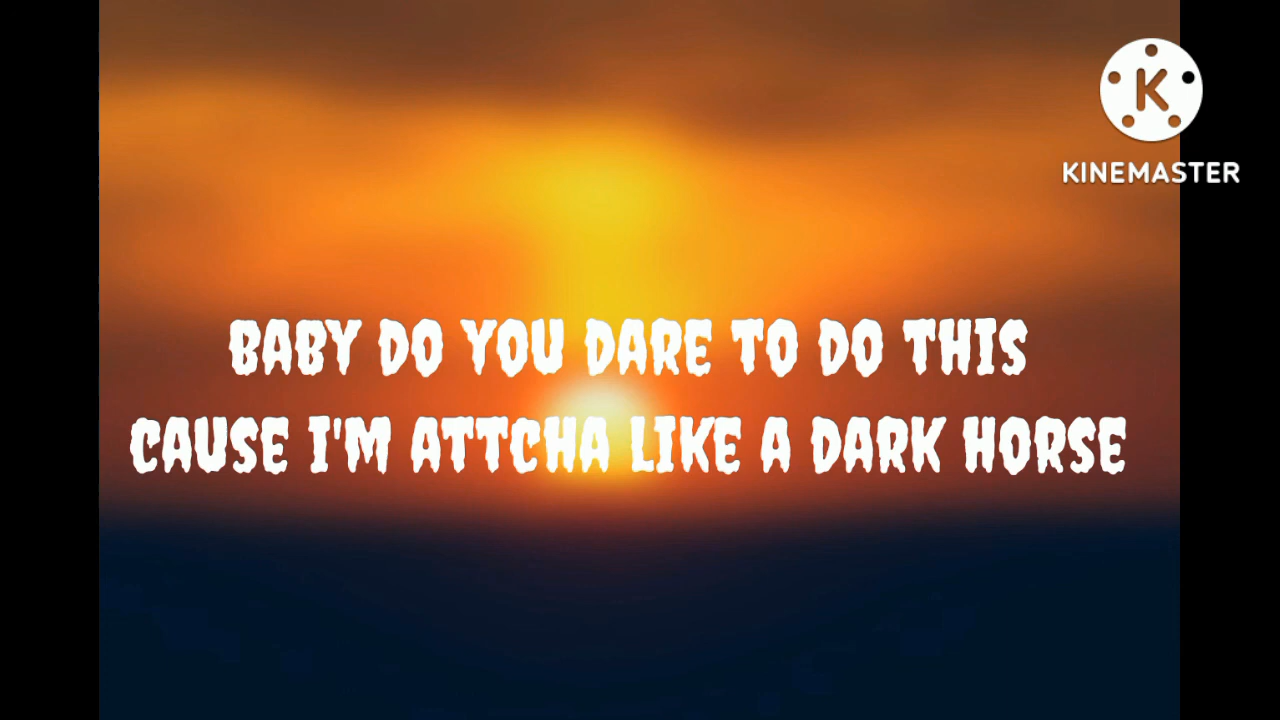 K
KINEMASTER
BABY DO YOU DARE TO DO THIS
CAUSE I'M ATTCHA LIKE A DARK HORSE